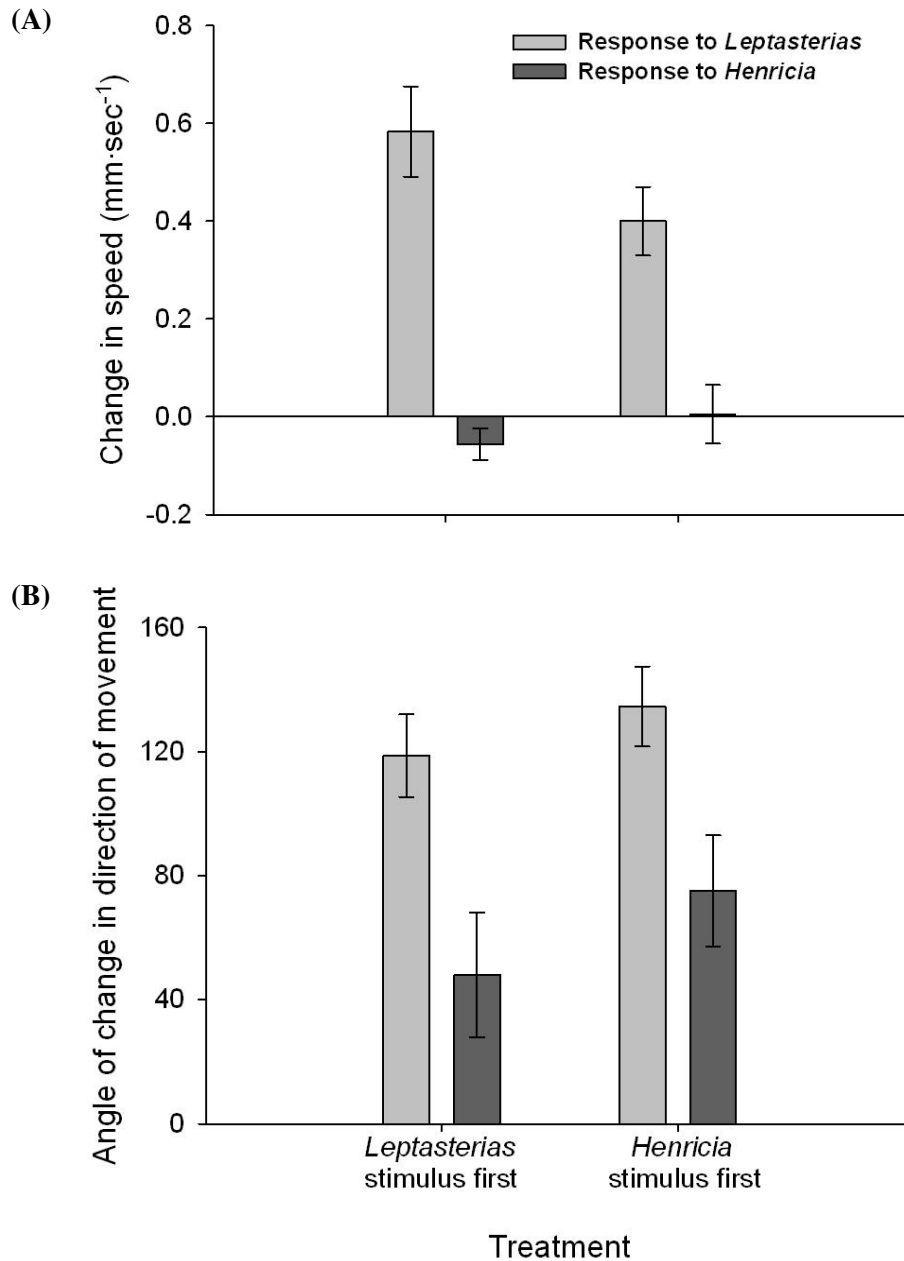 (A)
Change in speed (mm·sec⁻¹)
0.8
0.6
0.4
0.2
0.0
-0.2
Response to Leptasterias
Response to Henricia
(B)
Angle of change in direction of movement
160
120
80
40
0
Leptasterias
stimulus first
Henricia
stimulus first
Treatment